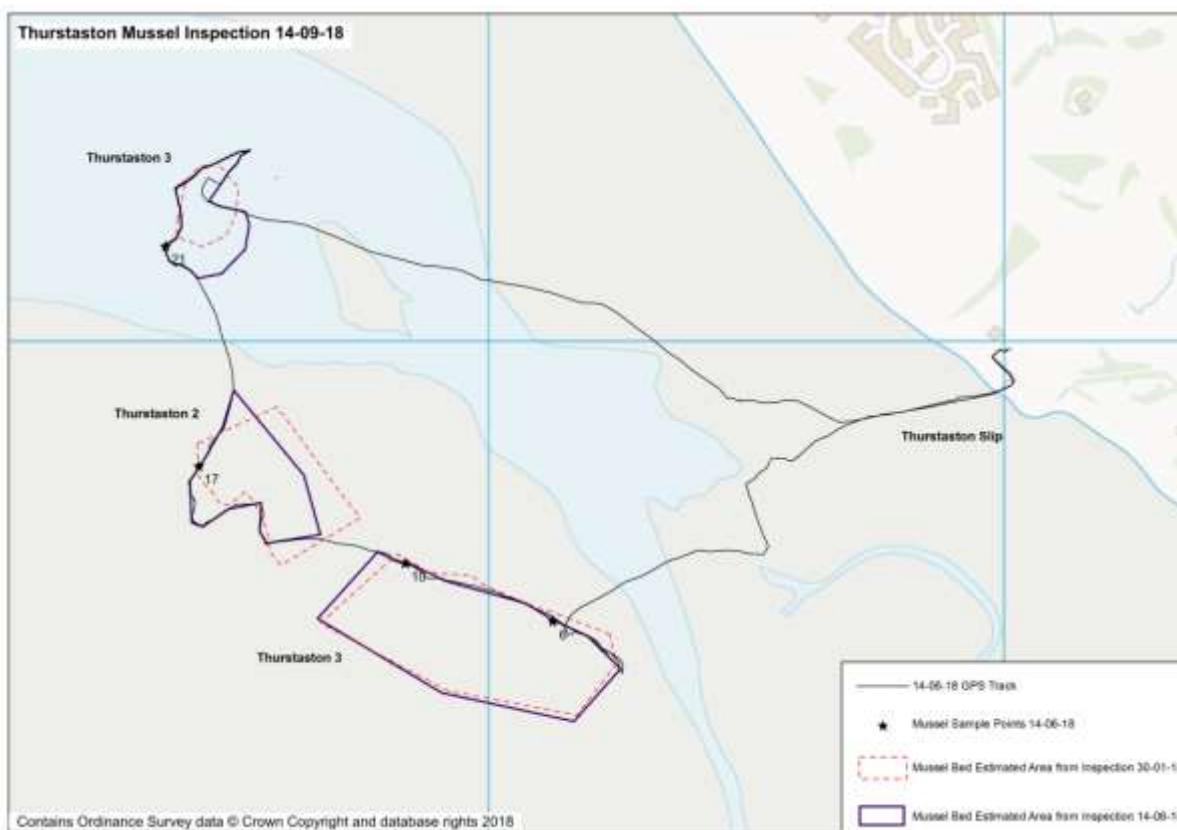 Thurstaston Mussel Inspection 14-09-18
Thurstaston 3
21
Thurstaston 2
17
Thurstaston Slip
10
6
Thurstaston 3
14-06-18 GPS Track
Mussel Sample Points 14-06-18
Mussel Bed Estimated Area from Inspection 30-01-1
Mussel Bed Estimated Area from Inspection 14-06-1
Contains Ordinance Survey data © Crown Copyright and database rights 2018